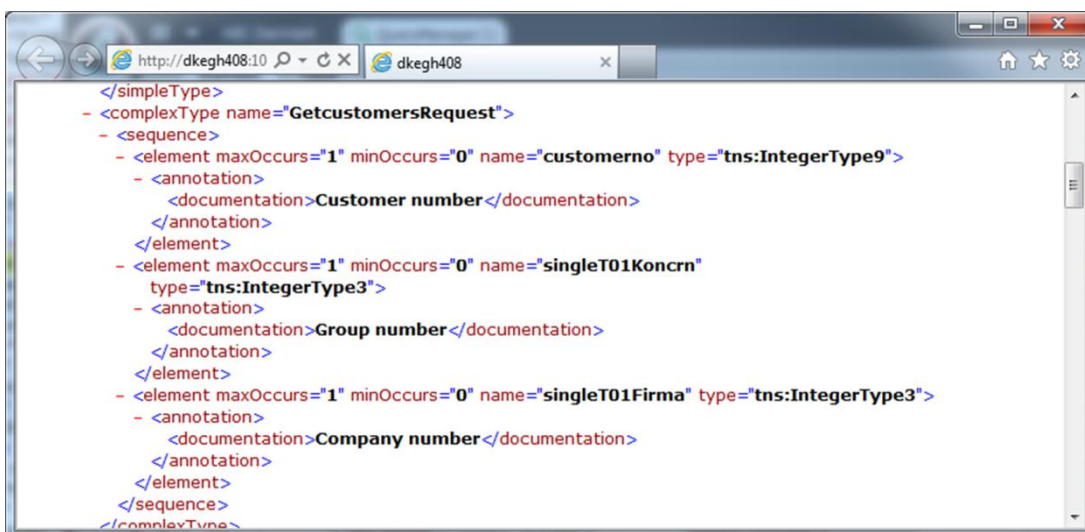 http://dkegh408:10
dkegh408
</simpleType>
- <complexType name="GetcustomersRequest">
- <sequence>
- <element maxOccurs="1" minOccurs="0" name="customerno" type="tns:IntegerType9">
- <annotation>
<documentation>Customer number</documentation>
</annotation>
</element>
- <element maxOccurs="1" minOccurs="0" name="singleT01Koncrn"
type="tns:IntegerType3">
- <annotation>
<documentation>Group number</documentation>
</annotation>
</element>
- <element maxOccurs="1" minOccurs="0" name="singleT01Firma" type="tns:IntegerType3">
- <annotation>
<documentation>Company number</documentation>
</annotation>
</element>
</sequence>
</complexType>